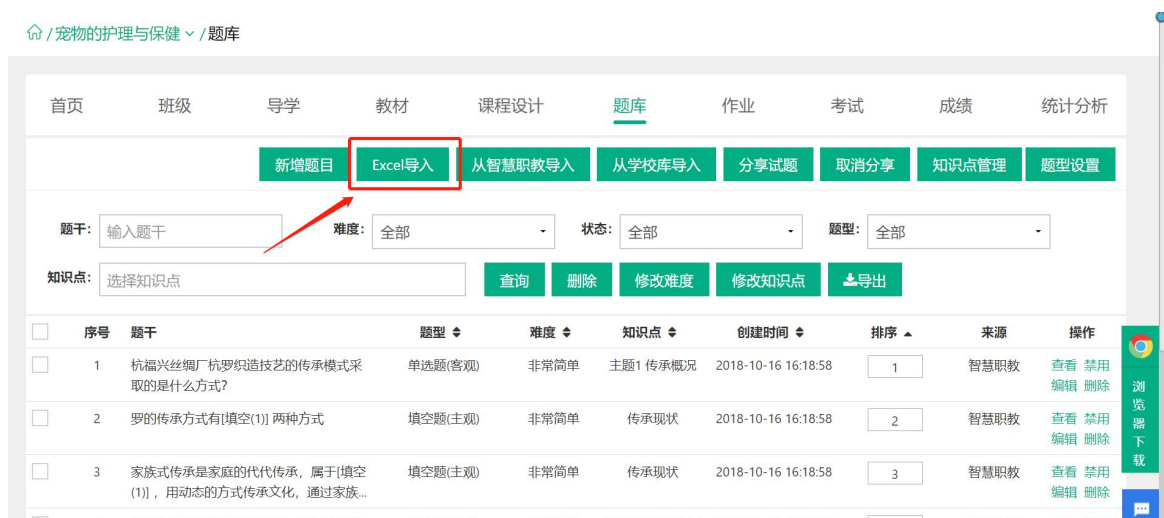 /宠物的护理与保健 /题库
首页 班级 导学 教材 课程设计 题库 作业 考试 成绩 统计分析
新增题目 Excel导入 从智慧职教导入 从学校库导入 分享试题 取消分享 知识点管理 题型设置
题干: 输入题干 难度: 全部 状态: 全部 题型: 全部
知识点: 选择知识点 查询 删除 修改难度 修改知识点 导出
序号 题干 题型 难度 知识点 创建时间 排序 来源 操作
1 杭福兴丝绸厂杭罗织造技艺的传承模式采 单选题(客观) 非常简单 主题1 传承概况 2018-10-16 16:18:58 1 智慧职教 查看 禁用
取的是什么方式? 编辑 删除
2 罗的传承方式有[填空(1)] 两种方式 填空题(主观) 非常简单 传承现状 2018-10-16 16:18:58 2 智慧职教 查看 禁用
编辑 删除
3 家族式传承是家庭的代代传承，属于[填空 填空题(主观) 非常简单 传承现状 2018-10-16 16:18:58 3 智慧职教 查看 禁用
(1)] ，用动态的方式传承文化，通过家族... 编辑 删除
浏览器下载